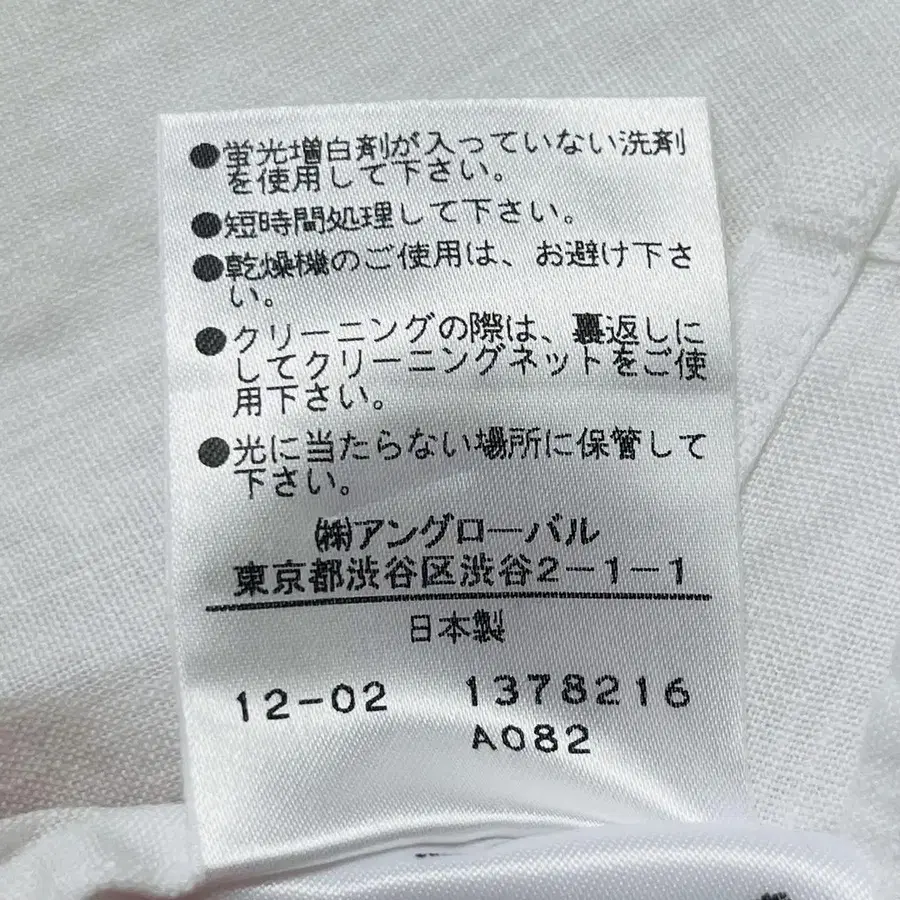 ●蛍光増白剤が入っていない洗剤
を使用して下さい。
●短時間処理して下さい。
●乾燥機のご使用は、お避け下さ
い。
●クリーニングの際は、裏返しに
してクリーニングネットをご使
用下さい。
●光に当たらない場所に保管して
下さい。
㈱アングローバル
東京都渋谷区渋谷2-1-1
日本製
12-02 1378216
A082